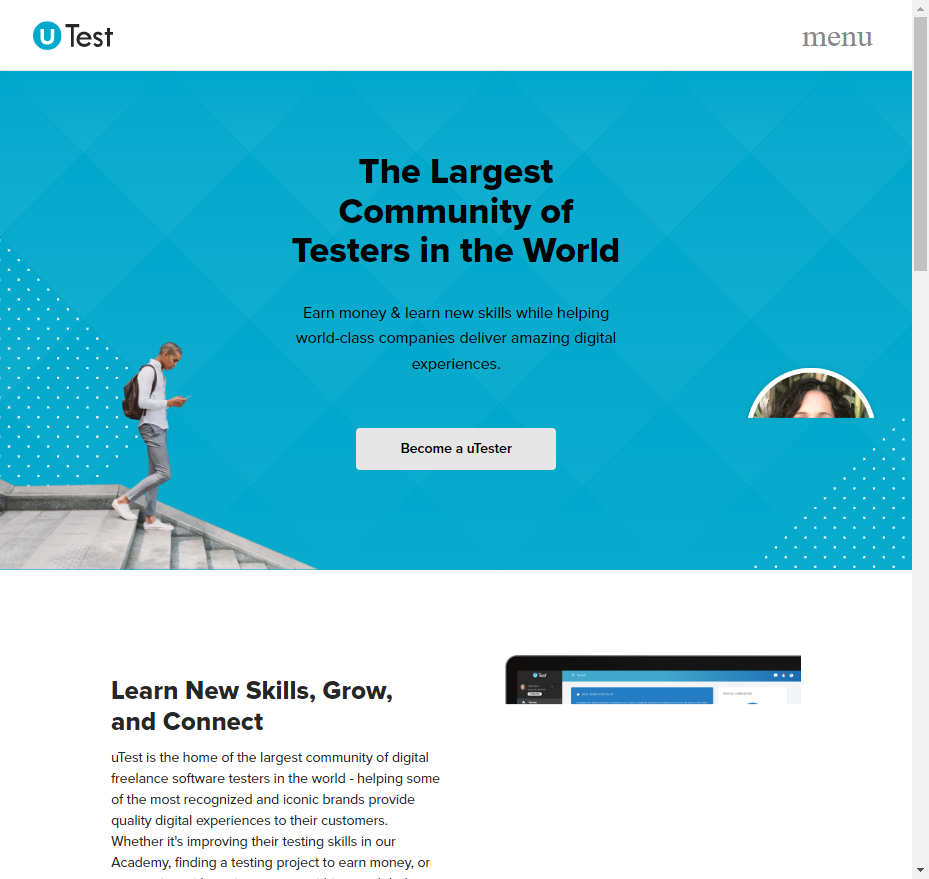 uTest
menu
The Largest
Community of
Testers in the World
Earn money & learn new skills while helping
world-class companies deliver amazing digital
experiences.
Become a uTester
Learn New Skills, Grow,
and Connect
uTest
uTest is the home of the largest community of digital
freelance software testers in the world - helping some
of the most recognized and iconic brands provide
quality digital experiences to their customers.
Whether it's improving their testing skills in our
Academy, finding a testing project to earn money, or